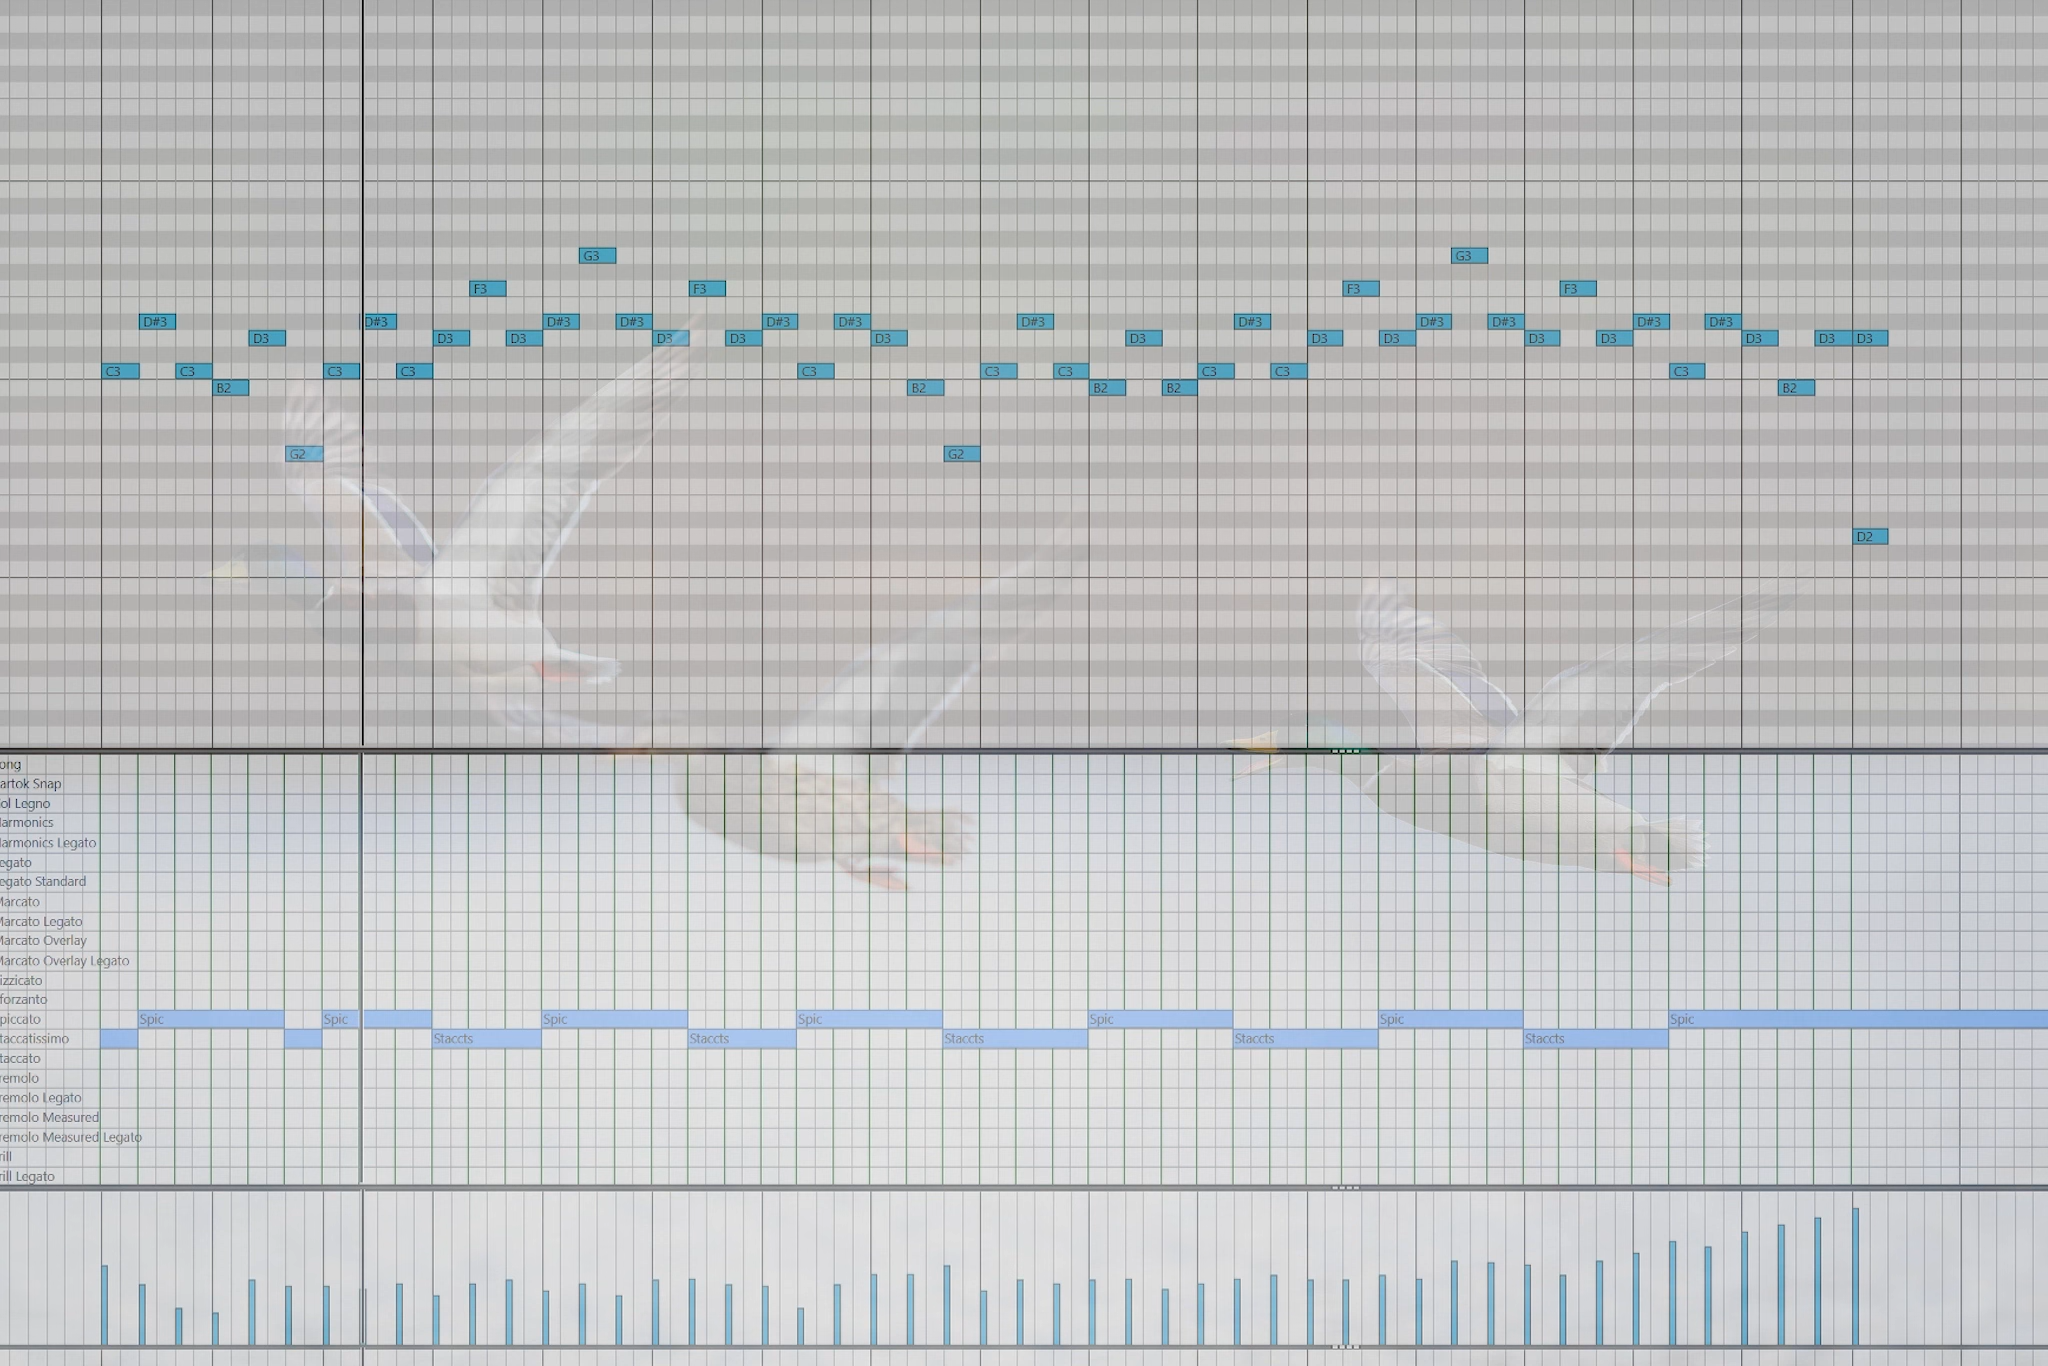 G3 G3
F3 F3 F3 F3
D#3 D#3 D#3 D#3 D#3 D#3 D#3 D#3 D#3 D#3 D#3 D#3
D3 D3 D3 D3 D3 D3 D3 D3 D3 D3 D3 D3 D3 D3
C3 C3 C3 C3 C3 C3 C3 C3 C3 C3
B2 B2 B2 B2 B2
G2 G2
D2
ong
artok Snap
ol Legno
armonics
armonics Legato
egato
egato Standard
Marcato
Marcato Legato
Marcato Overlay
Marcato Overlay Legato
izzicato
forzanto
piccato Spic Spic Spic Spic Spic Spic Spic
taccatissimo Staccts Staccts Staccts Staccts Staccts
taccato
remolo
remolo Legato
remolo Measured
remolo Measured Legato
rill
rill Legato